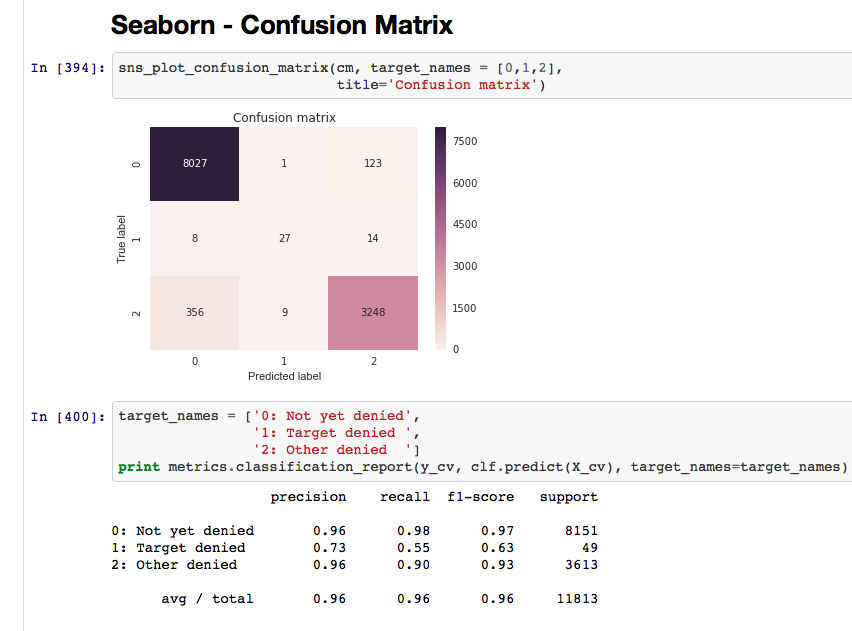 Seaborn - Confusion Matrix
In [394]: sns_plot_confusion_matrix(cm, target_names = [0,1,2],
title='Confusion matrix')
Confusion matrix
7500
0 8027 1 123
6000
4500
True label 1 8 27 14
3000
2 356 9 3248 1500
0
0 1 2
Predicted label
In [400]: target_names = ['0: Not yet denied',
'1: Target denied ',
'2: Other denied  ']
print metrics.classification_report(y_cv, clf.predict(X_cv), target_names=target_names)
precision recall f1-score support
0: Not yet denied 0.96 0.98 0.97 8151
1: Target denied 0.73 0.55 0.63 49
2: Other denied 0.96 0.90 0.93 3613
avg / total 0.96 0.96 0.96 11813